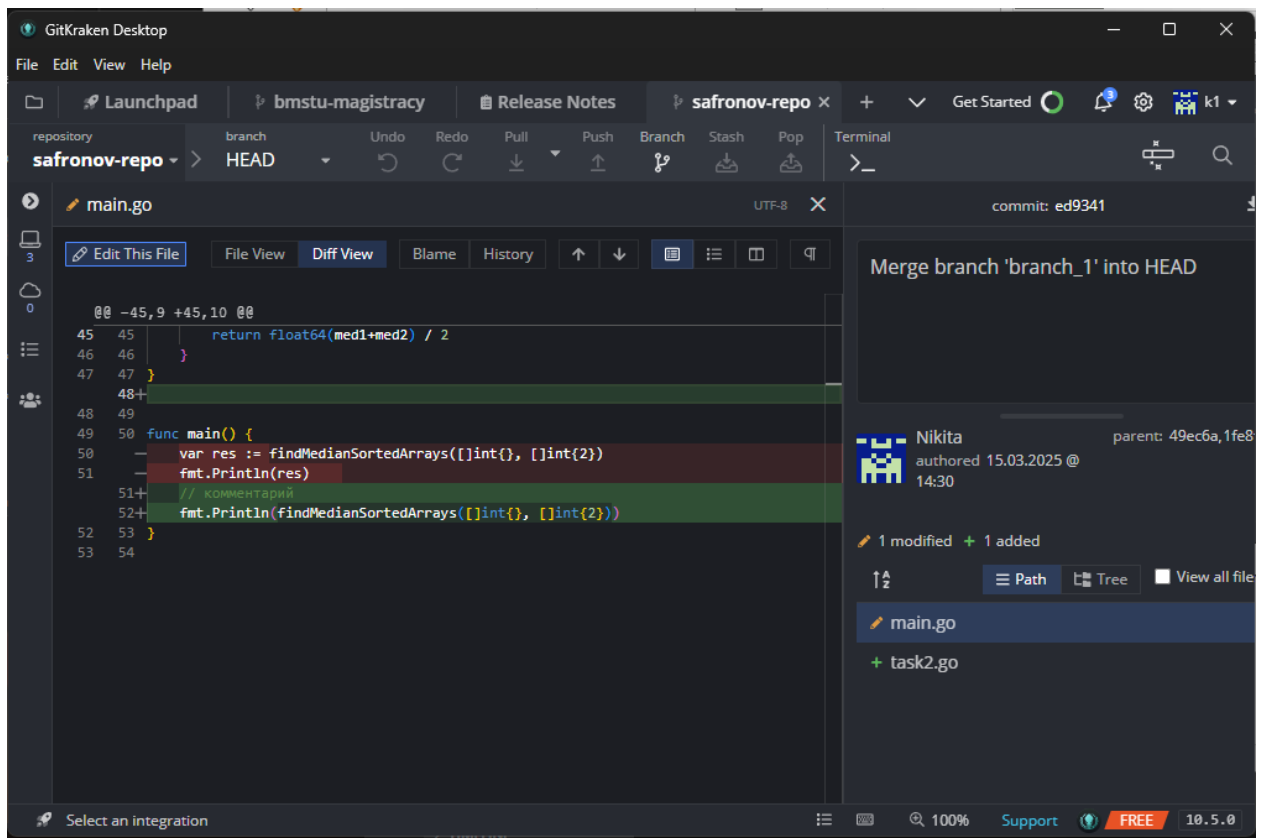 GitKraken Desktop
File Edit View Help
Launchpad bmstu-magistracy Release Notes safronov-repo Get Started 3 k1
repository branch Undo Redo Pull Push Branch Stash Pop Terminal
safronov-repo HEAD
main.go UTF-8
commit: ed9341
3
0
Edit This File File View Diff View Blame History
@@ -45,9 +45,10 @@
45 45 return float64(med1+med2) / 2
46 46 }
47 47 }
48+
48 49
49 50 func main() {
50 — var res := findMedianSortedArrays([]int{}, []int{2})
51 — fmt.Println(res)
51+ // комментарий
52+ fmt.Println(findMedianSortedArrays([]int{}, []int{2}))
52 53 }
53 54
Merge branch 'branch_1' into HEAD
Nikita parent: 49ec6a,1fe8
authored 15.03.2025 @
14:30
1 modified + 1 added
A Z Path Tree View all file
main.go
+ task2.go
Select an integration 100% Support FREE 10.5.0